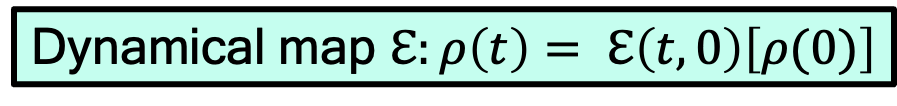 Dynamical map Ɛ: 𝜌(𝑡) = Ɛ(𝑡, 0)[𝜌(0)]